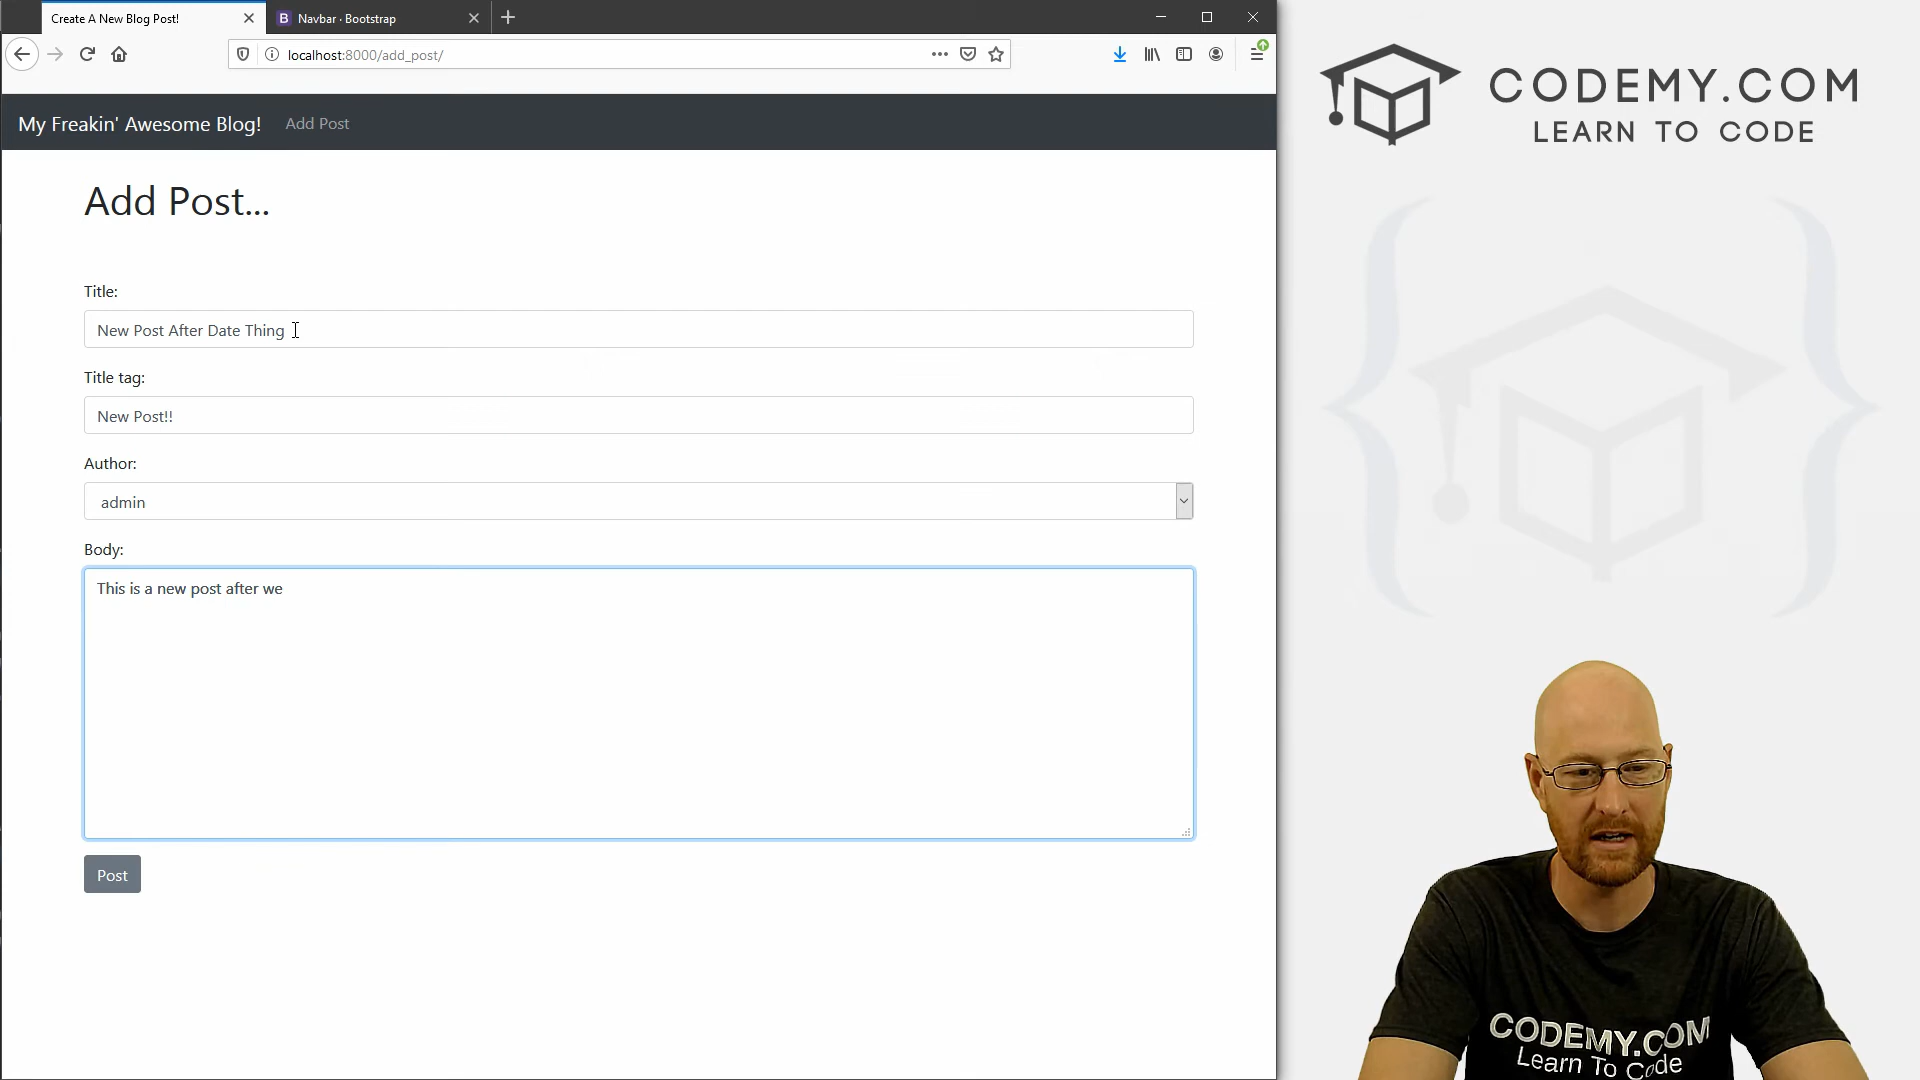 Create A New Blog Post!
B Navbar · Bootstrap
localhost:8000/add_post/
My Freakin' Awesome Blog!
Add Post
Add Post...
Title:
New Post After Date Thing
Title tag:
New Post!!
Author:
admin
Body:
This is a new post after we
Post
CODEMY.COM
LEARN TO CODE
CODEMY.COM
Learn To Code